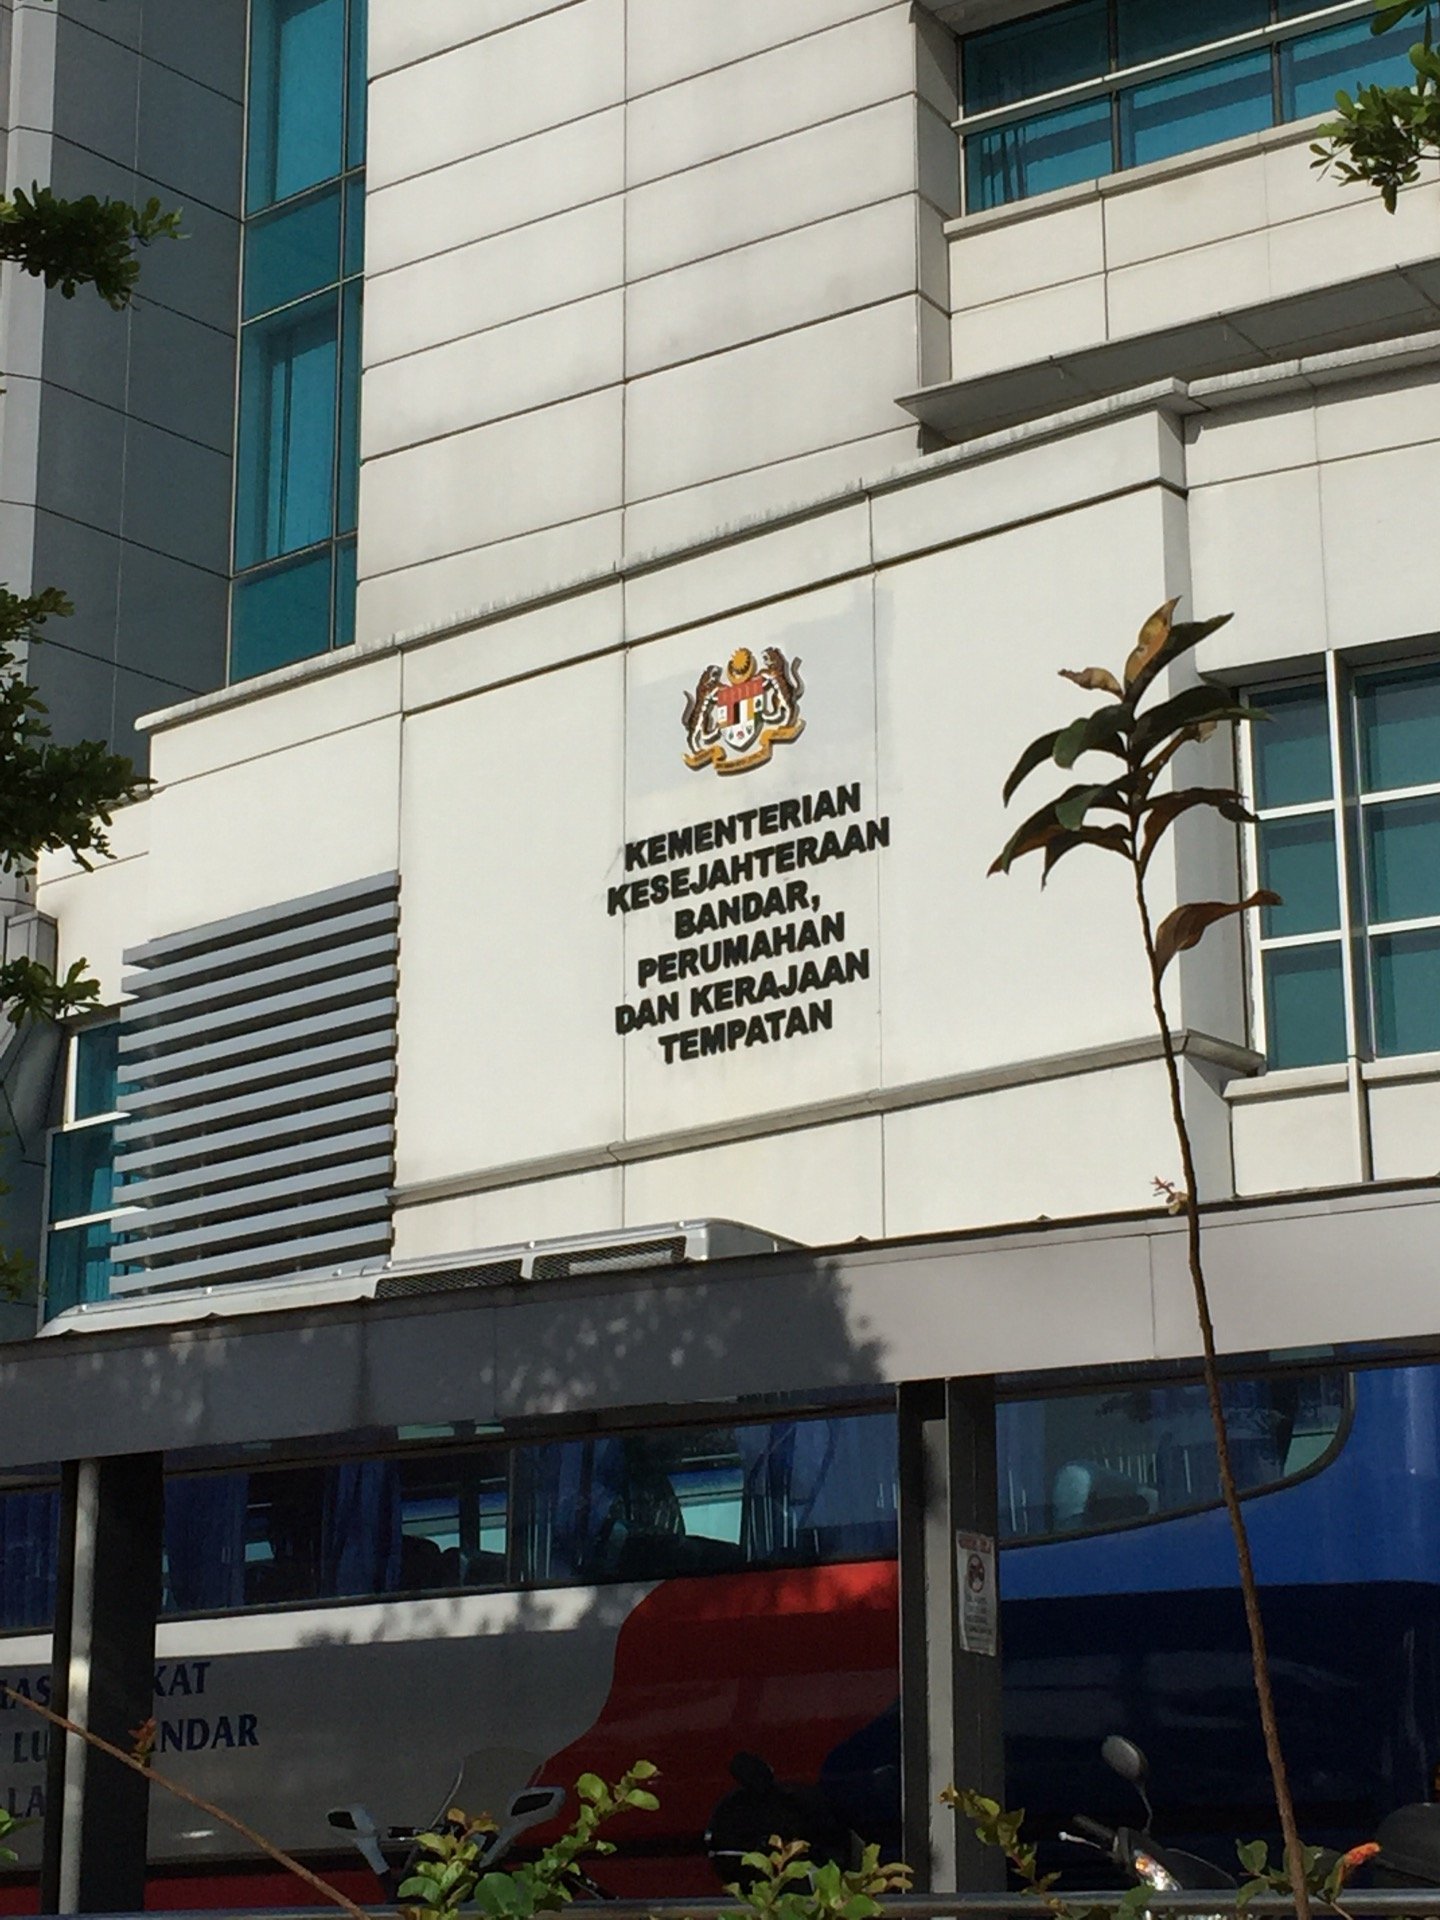 KEMENTERIAN
KESEJAHTERAAN
BANDAR,
PERUMAHAN
DAN KERAJAAN
TEMPATAN